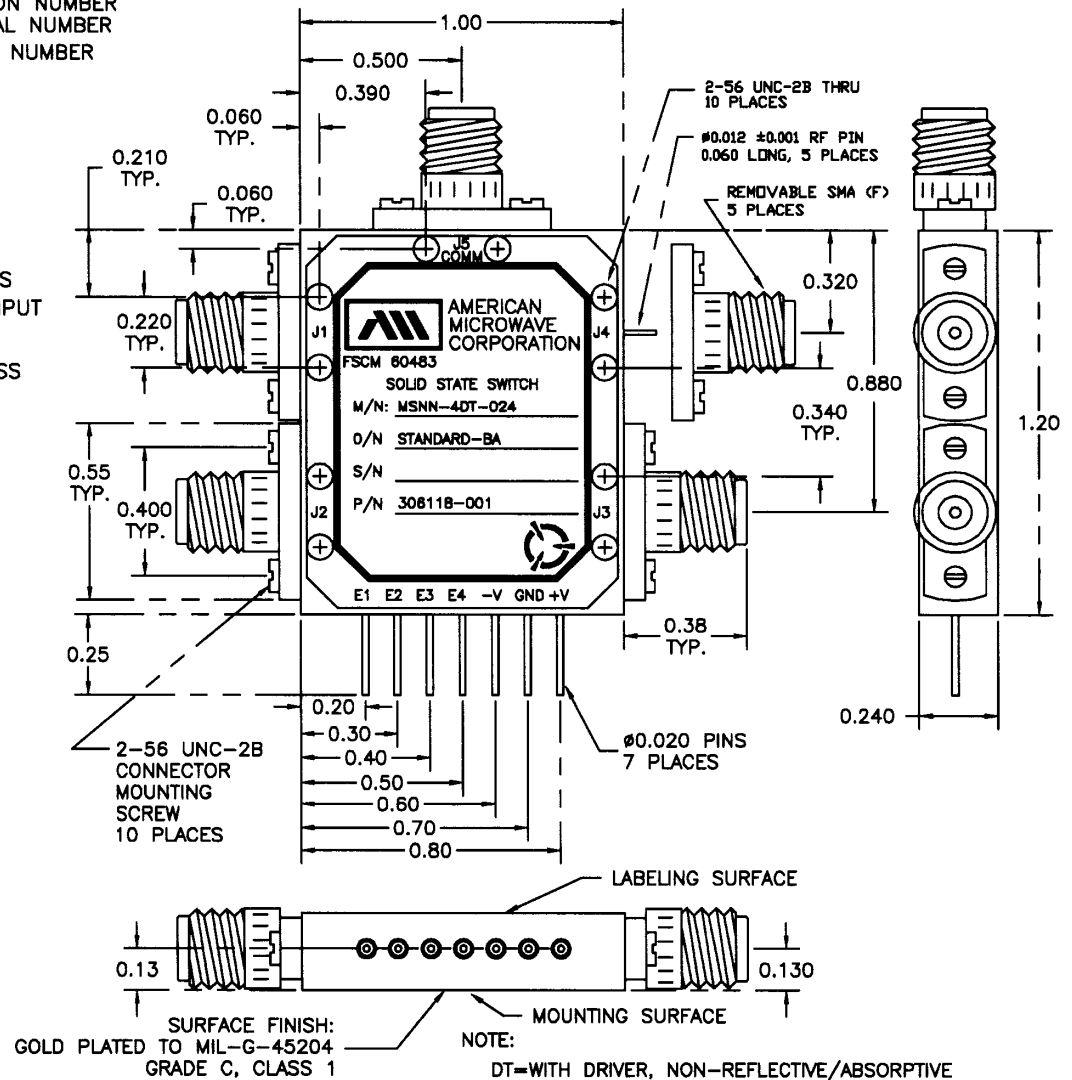 ON NUMBER
AL NUMBER
NUMBER
S
NPUT
SS
1.00
0.500
0.390
0.060
TYP.
0.210
TYP.
0.060
TYP.
2-56 UNC-2B THRU
10 PLACES
ø0.012 ±0.001 RF PIN
0.060 LONG, 5 PLACES
REMOVABLE SMA (F)
5 PLACES
J5
COMM
0.320
0.220
TYP.
J1
J4
AMERICAN
MICROWAVE
CORPORATION
FSCM 60483
SOLID STATE SWITCH
M/N: MSNN-4DT-024
O/N STANDARD-BA
S/N
P/N 306118-001
0.880
0.340
TYP.
1.20
0.55
TYP.
0.400
TYP.
J2
J3
E1 E2 E3 E4 -V GND +V
0.25
0.38
TYP.
0.240
0.20
0.30
0.40
0.50
0.60
0.70
0.80
ø0.020 PINS
7 PLACES
2-56 UNC-2B
CONNECTOR
MOUNTING
SCREW
10 PLACES
LABELING SURFACE
0.13
0.130
MOUNTING SURFACE
SURFACE FINISH:
GOLD PLATED TO MIL-G-45204
GRADE C, CLASS 1
NOTE:
DT=WITH DRIVER, NON-REFLECTIVE/ABSORPTIVE